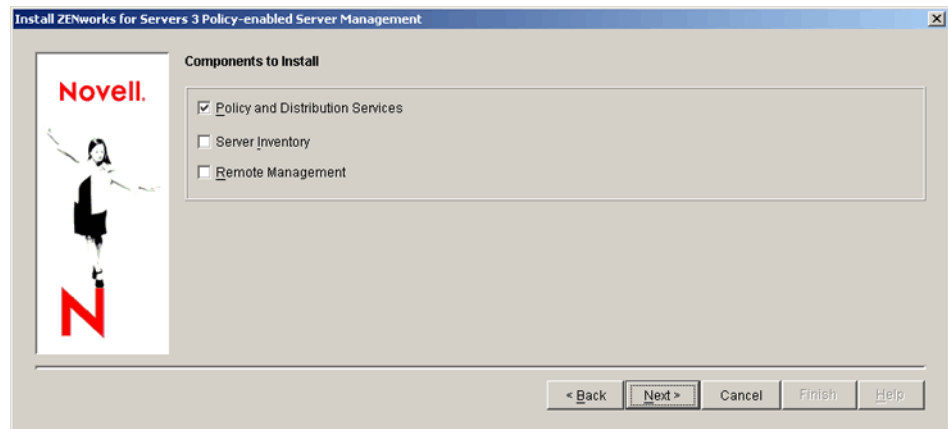 Install ZENworks for Servers 3 Policy-enabled Server Management
Novell.
N
Components to Install
Policy and Distribution Services
Server Inventory
Remote Management
< Back
Next >
Cancel
Finish
Help